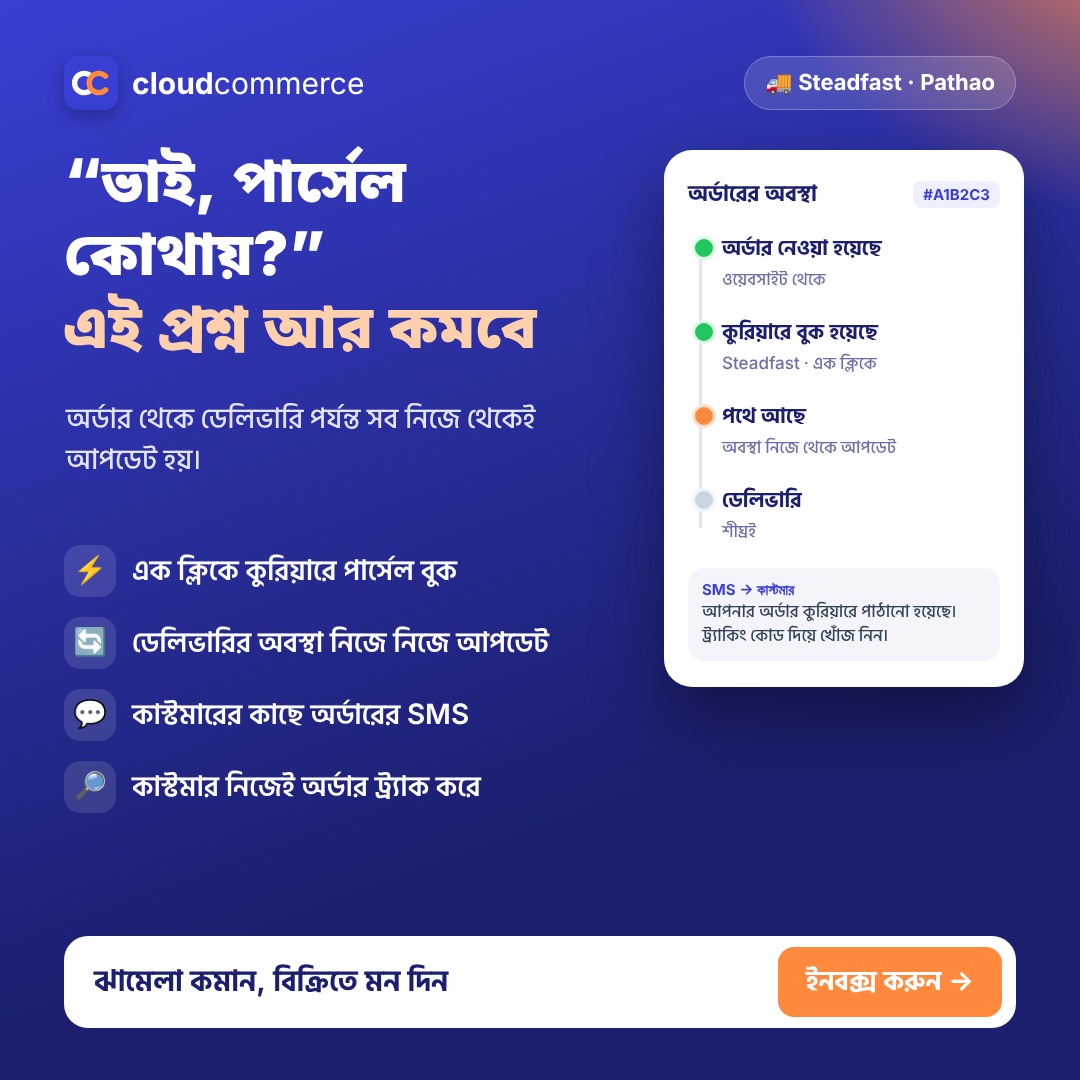 cloudcommerce
🚚 Steadfast · Pathao
“ভাই, পার্সেল
কোথায়?”
এই প্রশ্ন আর কমবে
অর্ডার থেকে ডেলিভারি পর্যন্ত সব নিজে থেকেই
আপডেট হয়।
⚡ এক ক্লিকে কুরিয়ারে পার্সেল বুক
🔄 ডেলিভারির অবস্থা নিজে নিজে আপডেট
💬 কাস্টমারের কাছে অর্ডারের SMS
🔎 কাস্টমার নিজেই অর্ডার ট্র্যাক করে
অর্ডারের অবস্থা
#A1B2C3
অর্ডার নেওয়া হয়েছে
ওয়েবসাইট থেকে
কুরিয়ারে বুক হয়েছে
Steadfast · এক ক্লিকে
পথে আছে
অবস্থা নিজে থেকে আপডেট
ডেলিভারি
শীঘ্রই
SMS → কাস্টমার
আপনার অর্ডার কুরিয়ারে পাঠানো হয়েছে।
ট্র্যাকিং কোড দিয়ে খোঁজ নিন।
ঝামেলা কমান, বিক্রিতে মন দিন
ইনবক্স করুন →